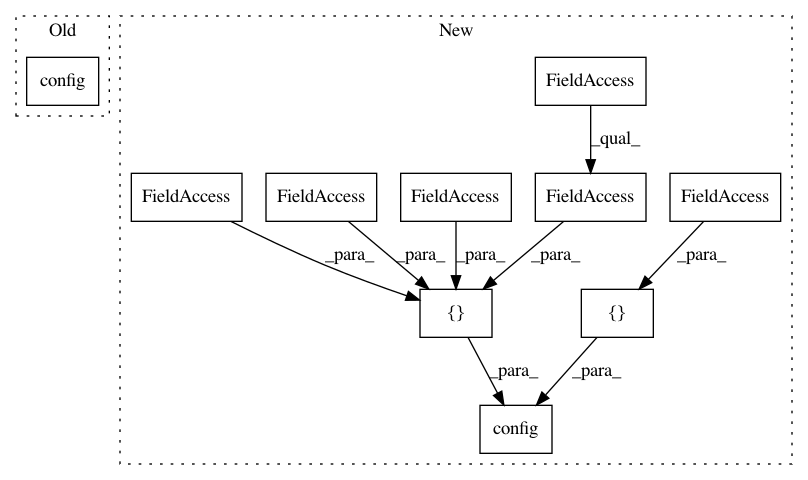 Old
New
config
FieldAccess
_qual_
FieldAccess
FieldAccess
FieldAccess
FieldAccess
FieldAccess
_para_
_para_
_para_
_para_
_para_
{}
{}
_para_
_para_
config